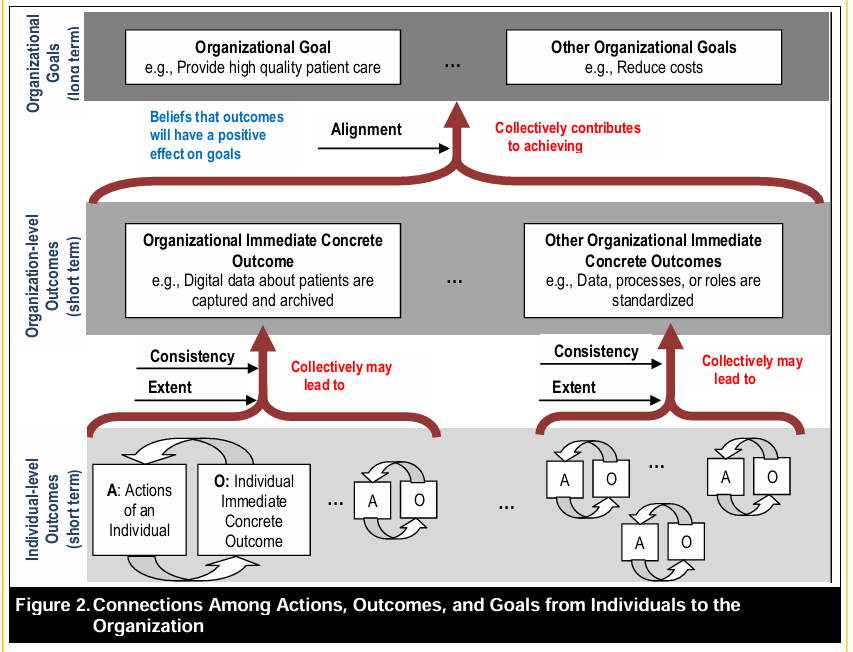 Organizational
Goals
(long term)
Organizational Goal
e.g., Provide high quality patient care
...
Other Organizational Goals
e.g., Reduce costs
Beliefs that outcomes
will have a positive
effect on goals
Alignment
Collectively contributes
to achieving
Organization-level
Outcomes
(short term)
Organizational Immediate Concrete
Outcome
e.g., Digital data about patients are
captured and archived
...
Other Organizational Immediate
Concrete Outcomes
e.g., Data, processes, or roles are
standardized
Consistency
Extent
Collectively may
lead to
Consistency
Extent
Collectively may
lead to
Individual-level
Outcomes
(short term)
A: Actions
of an
Individual
O: Individual
Immediate
Concrete
Outcome
...
A O
...
A O
...
A O
A O
Figure 2. Connections Among Actions, Outcomes, and Goals from Individuals to the
Organization